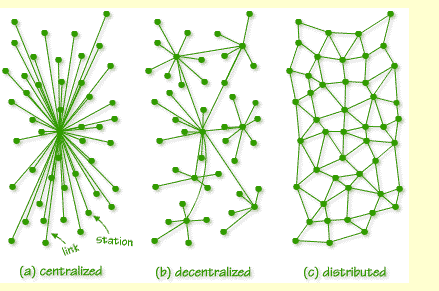 link
station
(a) centralized
(b) decentralized
(c) distributed